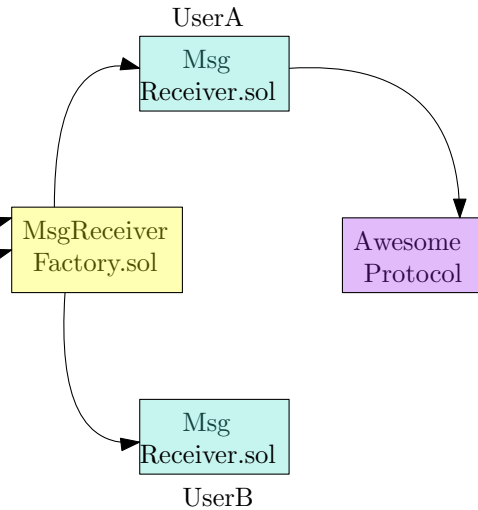 UserA
Msg
Receiver.sol
MsgReceiver
Factory.sol
Awesome
Protocol
Msg
Receiver.sol
UserB